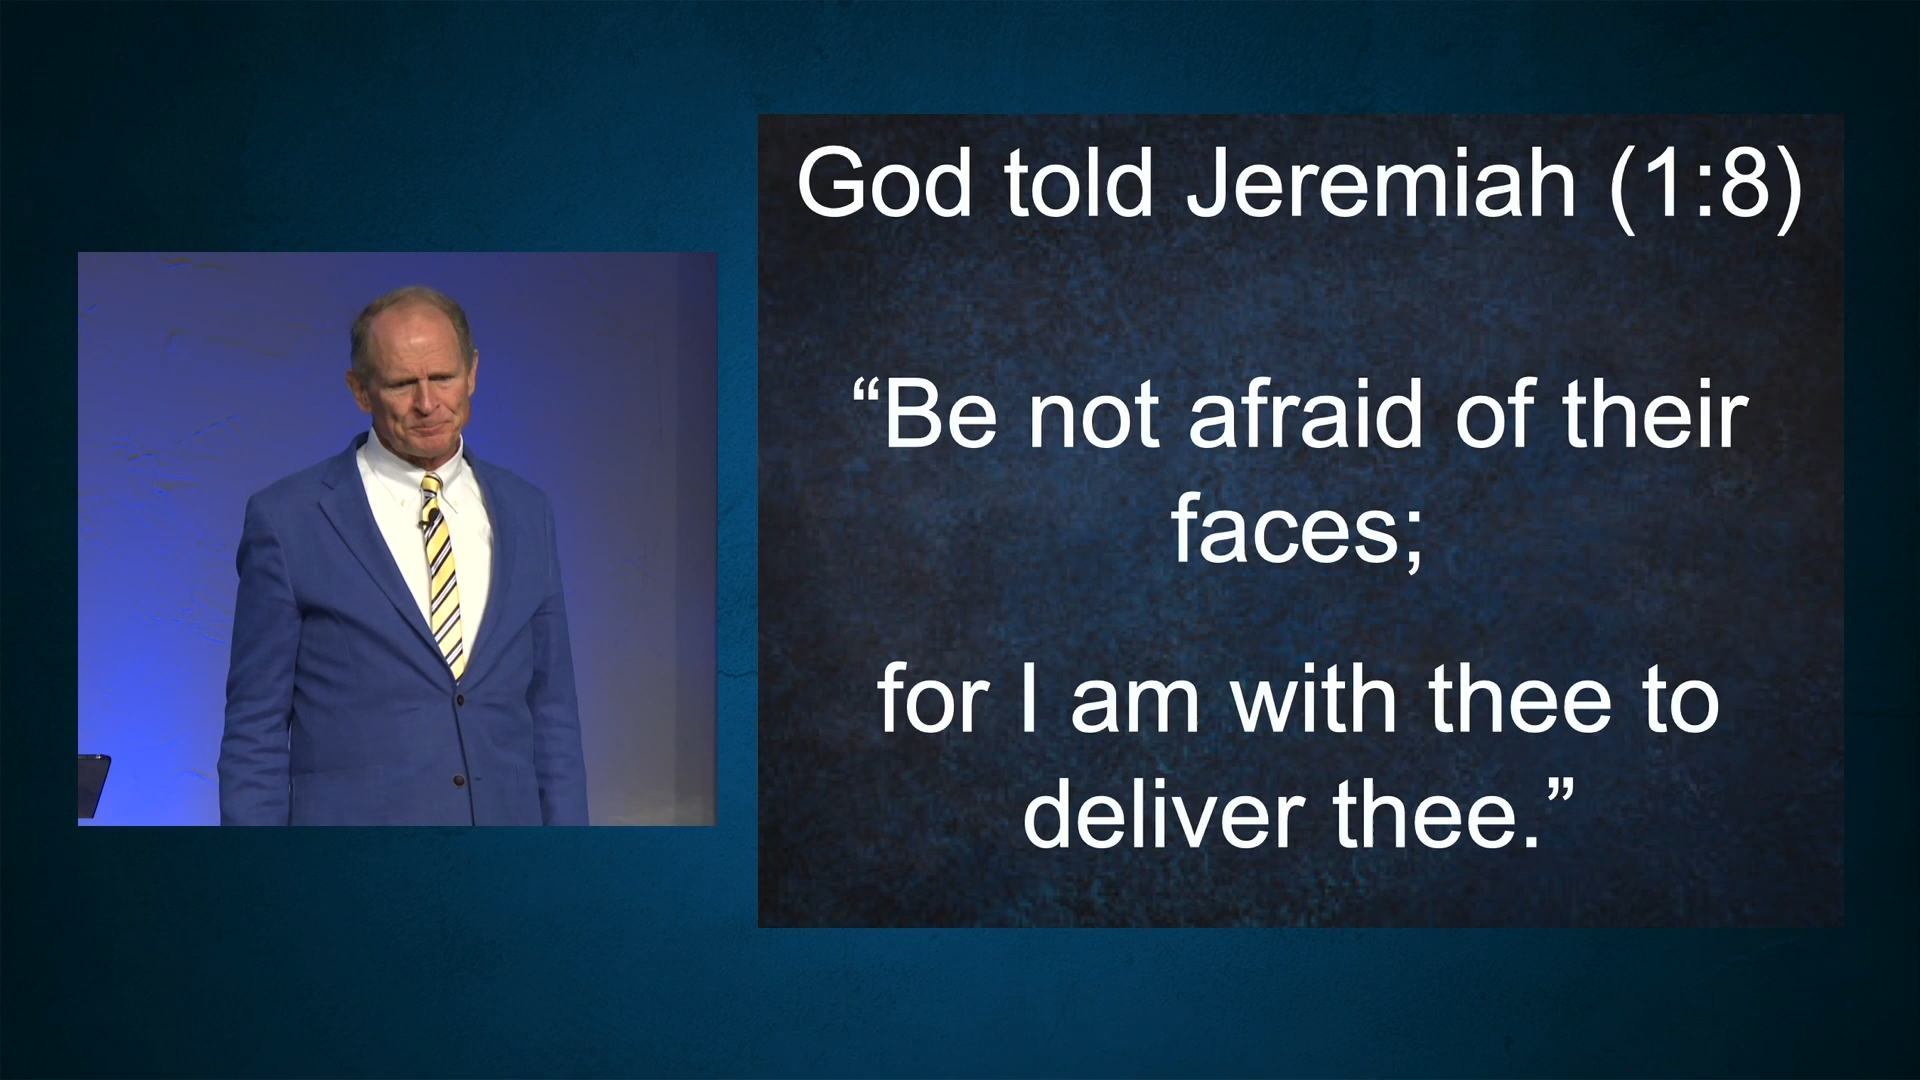 God told Jeremiah (1:8)
“Be not afraid of their
faces;
for I am with thee to
deliver thee.”